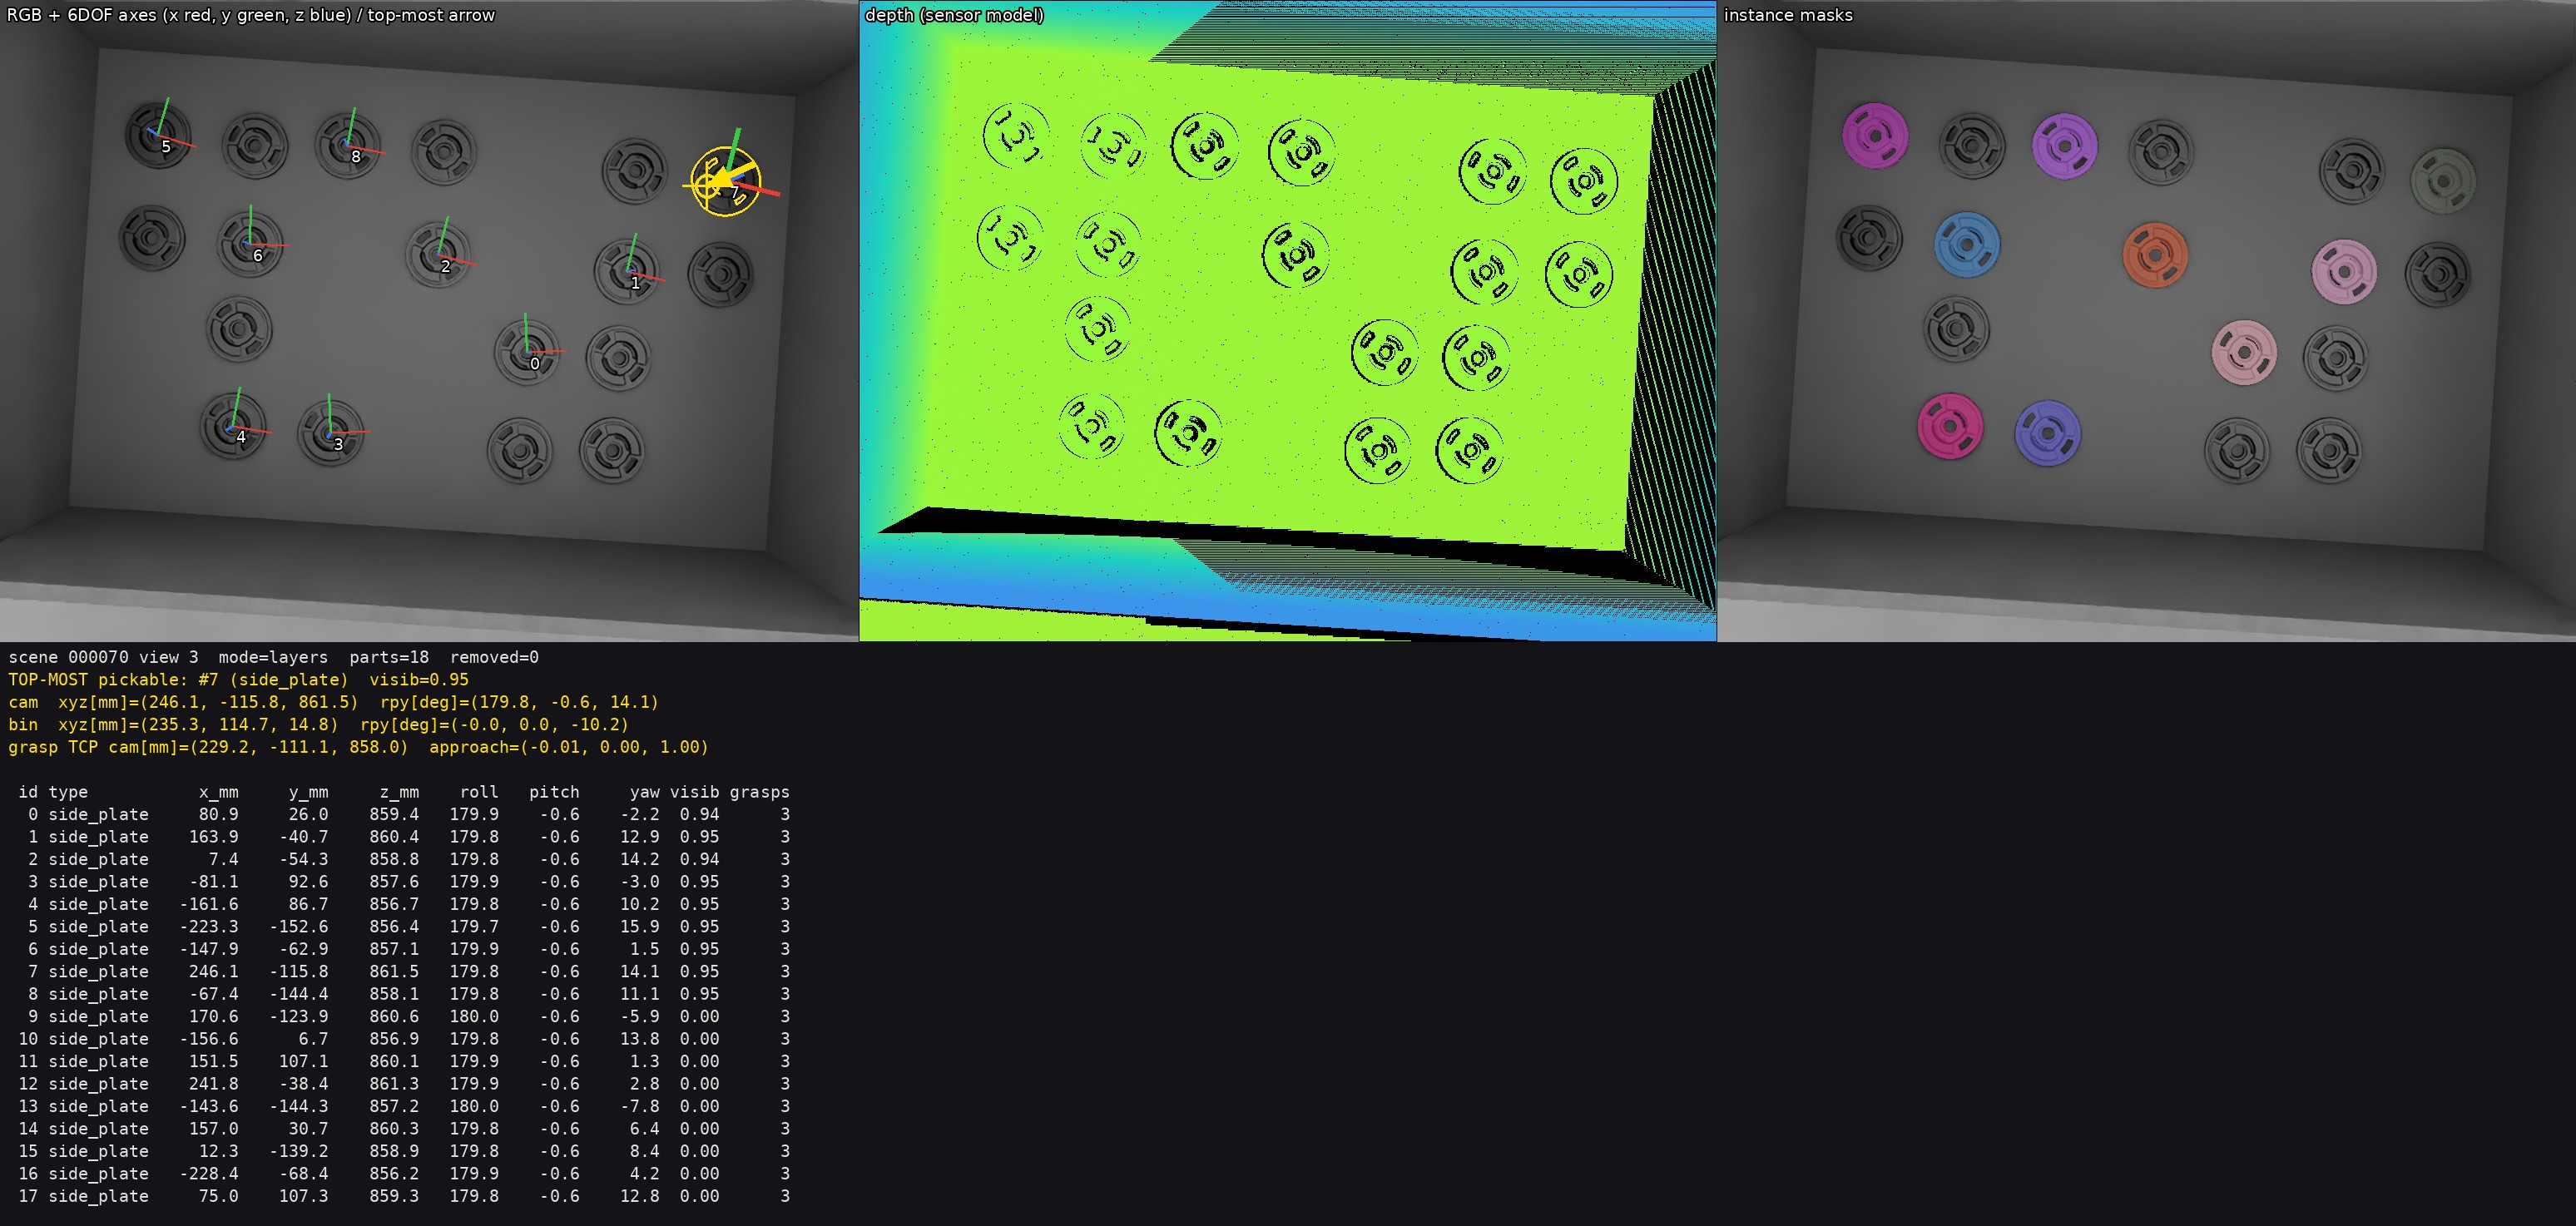 RGB + 6DOF axes (x red, y green, z blue) / top-most arrow
depth (sensor model)
instance masks
5
8
7
6
2
1
0
4
3
scene 000070 view 3  mode=layers  parts=18  removed=0
TOP-MOST pickable: #7 (side_plate)  visib=0.95
cam  xyz[mm]=(246.1, -115.8, 861.5)  rpy[deg]=(179.8, -0.6, 14.1)
bin  xyz[mm]=(235.3, 114.7, 14.8)  rpy[deg]=(-0.0, 0.0, -10.2)
grasp TCP cam[mm]=(229.2, -111.1, 858.0)  approach=(-0.01, 0.00, 1.00)
id type x_mm y_mm z_mm roll pitch yaw visib grasps
0 side_plate 80.9 26.0 859.4 179.9 -0.6 -2.2 0.94 3
1 side_plate 163.9 -40.7 860.4 179.8 -0.6 12.9 0.95 3
2 side_plate 7.4 -54.3 858.8 179.8 -0.6 14.2 0.94 3
3 side_plate -81.1 92.6 857.6 179.9 -0.6 -3.0 0.95 3
4 side_plate -161.6 86.7 856.7 179.8 -0.6 10.2 0.95 3
5 side_plate -223.3 -152.6 856.4 179.7 -0.6 15.9 0.95 3
6 side_plate -147.9 -62.9 857.1 179.9 -0.6 1.5 0.95 3
7 side_plate 246.1 -115.8 861.5 179.8 -0.6 14.1 0.95 3
8 side_plate -67.4 -144.4 858.1 179.8 -0.6 11.1 0.95 3
9 side_plate 170.6 -123.9 860.6 180.0 -0.6 -5.9 0.00 3
10 side_plate -156.6 6.7 856.9 179.8 -0.6 13.8 0.00 3
11 side_plate 151.5 107.1 860.1 179.9 -0.6 1.3 0.00 3
12 side_plate 241.8 -38.4 861.3 179.9 -0.6 2.8 0.00 3
13 side_plate -143.6 -144.3 857.2 180.0 -0.6 -7.8 0.00 3
14 side_plate 157.0 30.7 860.3 179.8 -0.6 6.4 0.00 3
15 side_plate 12.3 -139.2 858.9 179.8 -0.6 8.4 0.00 3
16 side_plate -228.4 -68.4 856.2 179.9 -0.6 4.2 0.00 3
17 side_plate 75.0 107.3 859.3 179.8 -0.6 12.8 0.00 3